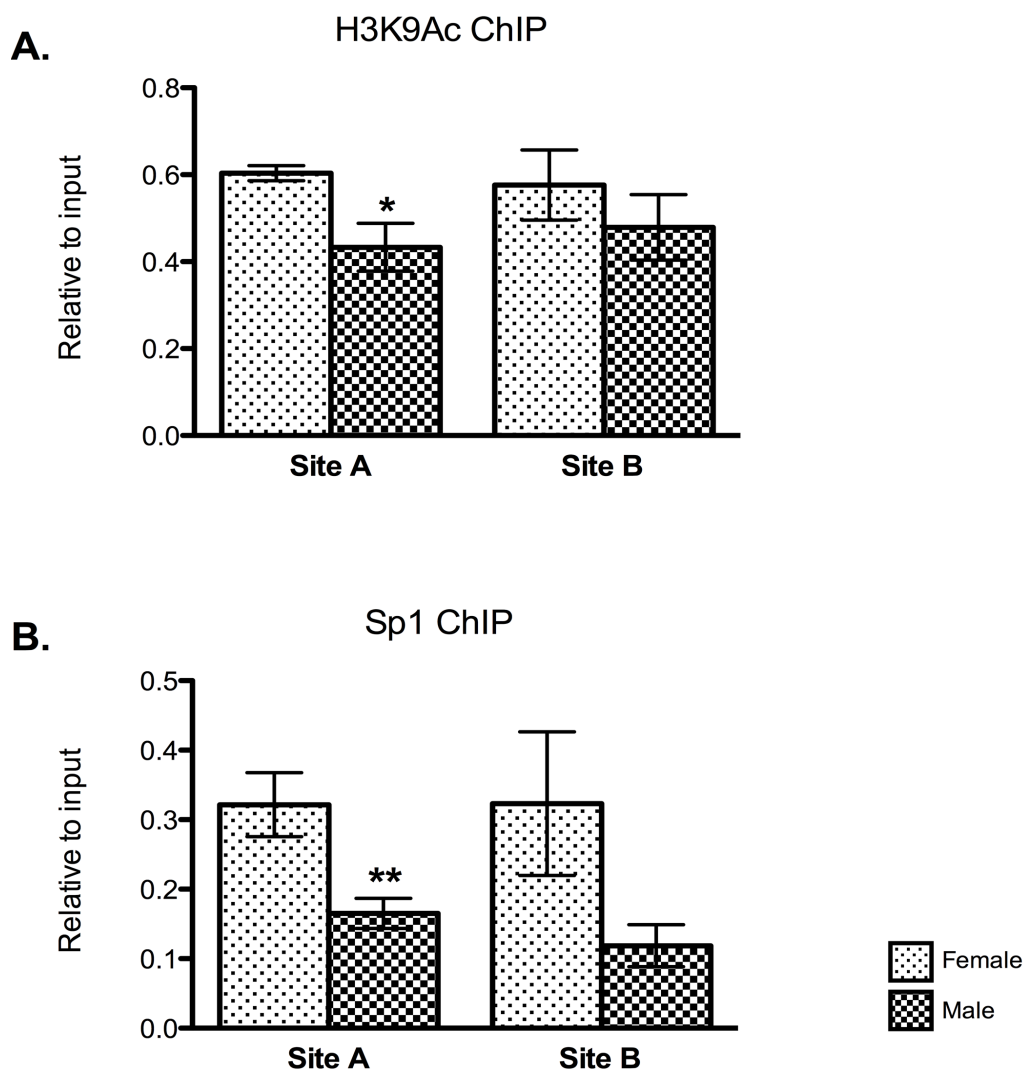 A.
H3K9Ac ChIP
Relative to input
0.8
0.6
0.4
0.2
0.0
*
Site A
Site B
B.
Sp1 ChIP
Relative to input
0.5
0.4
0.3
0.2
0.1
0.0
**
Site A
Site B
Female
Male